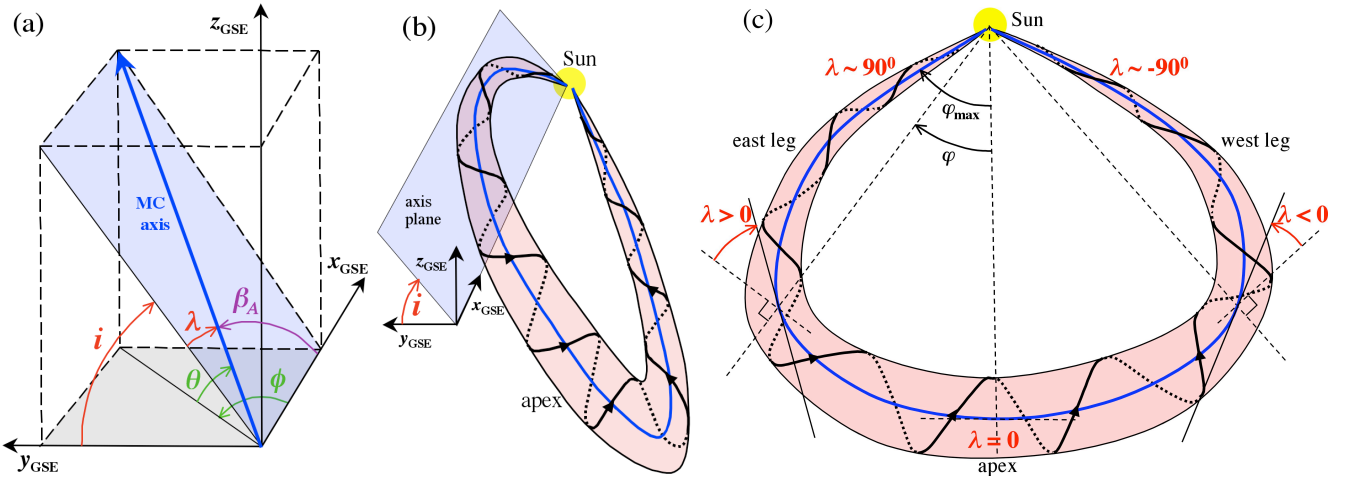 (a)
z_GSE
MC
axis
x_GSE
β_A
λ
i
θ
ϕ
y_GSE
(b)
Sun
axis
plane
z_GSE
x_GSE
i
y_GSE
apex
(c)
Sun
λ ~ 90⁰
λ ~ -90⁰
φ_max
east leg
φ
west leg
λ > 0
λ < 0
λ = 0
apex